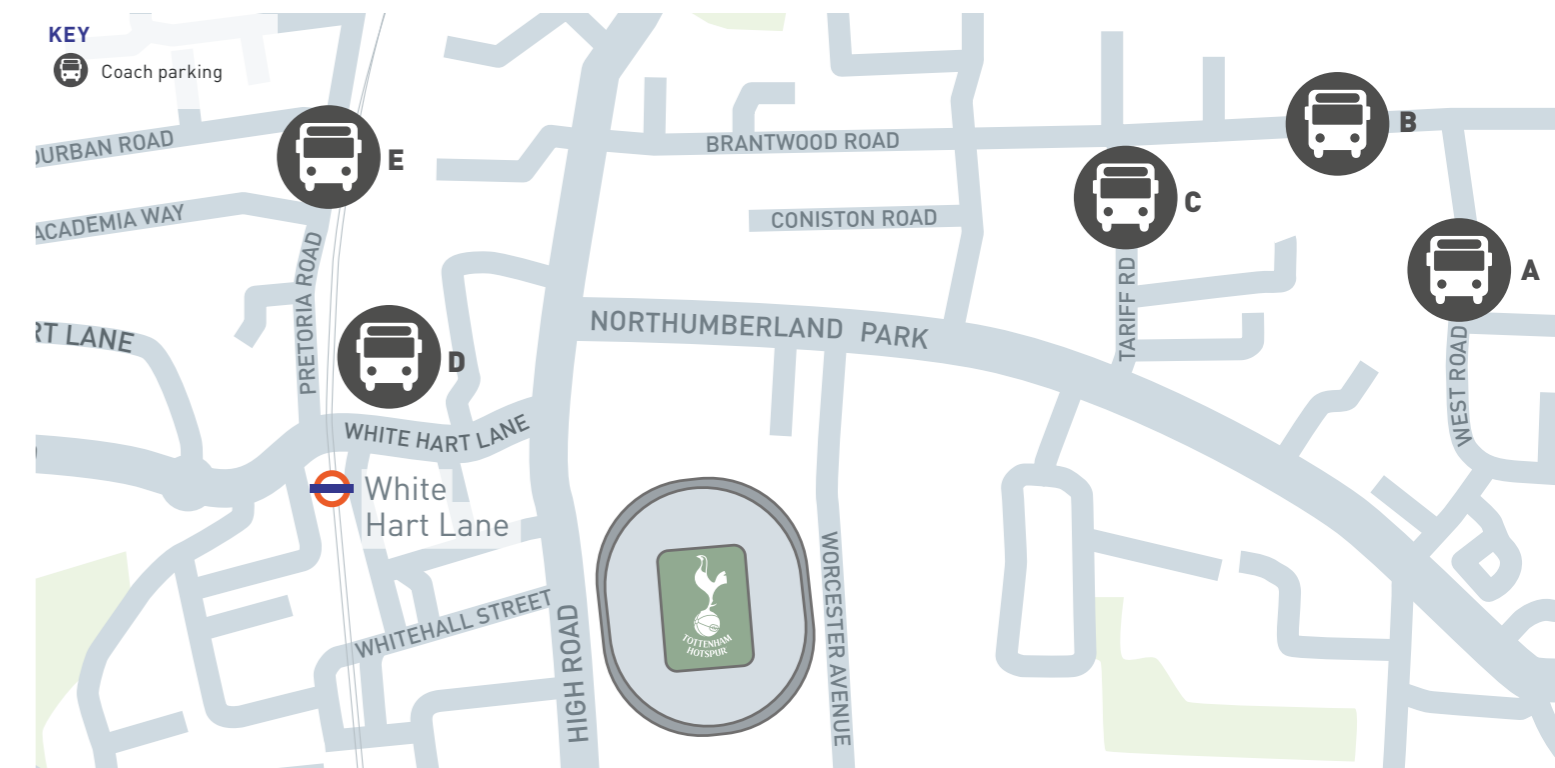 KEY
Coach parking
DURBAN ROAD
E
BRANTWOOD ROAD
B
C
ACADEMIA WAY
CONISTON ROAD
A
PRETORIA ROAD
TARIFF RD
NORTHUMBERLAND PARK
RT LANE
D
WEST ROAD
WHITE HART LANE
White
Hart Lane
WORCESTER AVENUE
WHITEHALL STREET
HIGH ROAD
TOTTENHAM
HOTSPUR